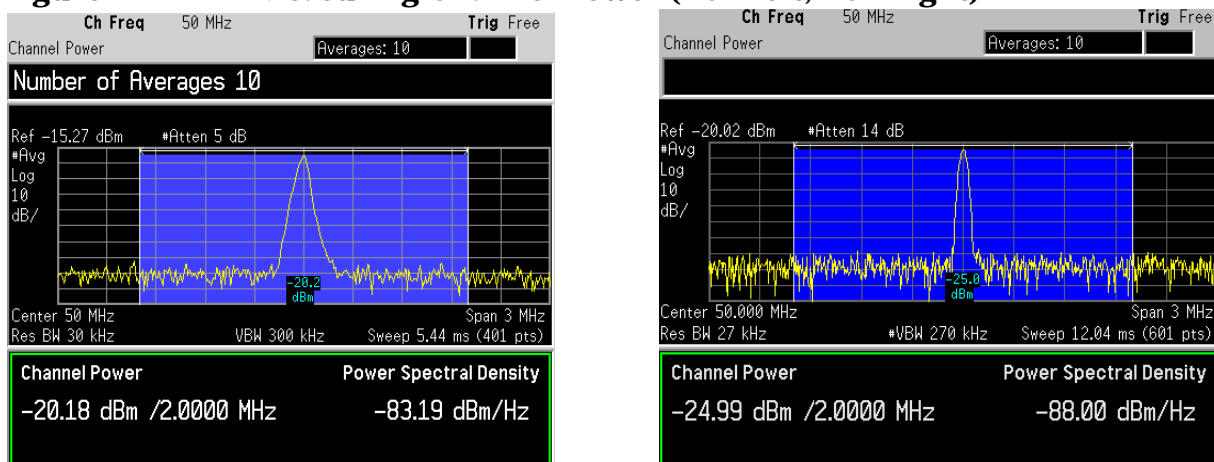 Ch Freq 50 MHz Trig Free
Channel Power Averages: 10
Number of Averages 10
Ref -15.27 dBm #Atten 5 dB
#Avg
Log
10
dB/
-20.2
dBm
Center 50 MHz Span 3 MHz
Res BW 30 kHz VBW 300 kHz Sweep 5.44 ms (401 pts)
Channel Power Power Spectral Density
-20.18 dBm /2.0000 MHz -83.19 dBm/Hz
Ch Freq 50 MHz Trig Free
Channel Power Averages: 10
Ref -20.02 dBm #Atten 14 dB
#Avg
Log
10
dB/
-25.0
dBm
Center 50.000 MHz Span 3 MHz
Res BW 27 kHz #VBW 270 kHz Sweep 12.04 ms (601 pts)
Channel Power Power Spectral Density
-24.99 dBm /2.0000 MHz -88.00 dBm/Hz